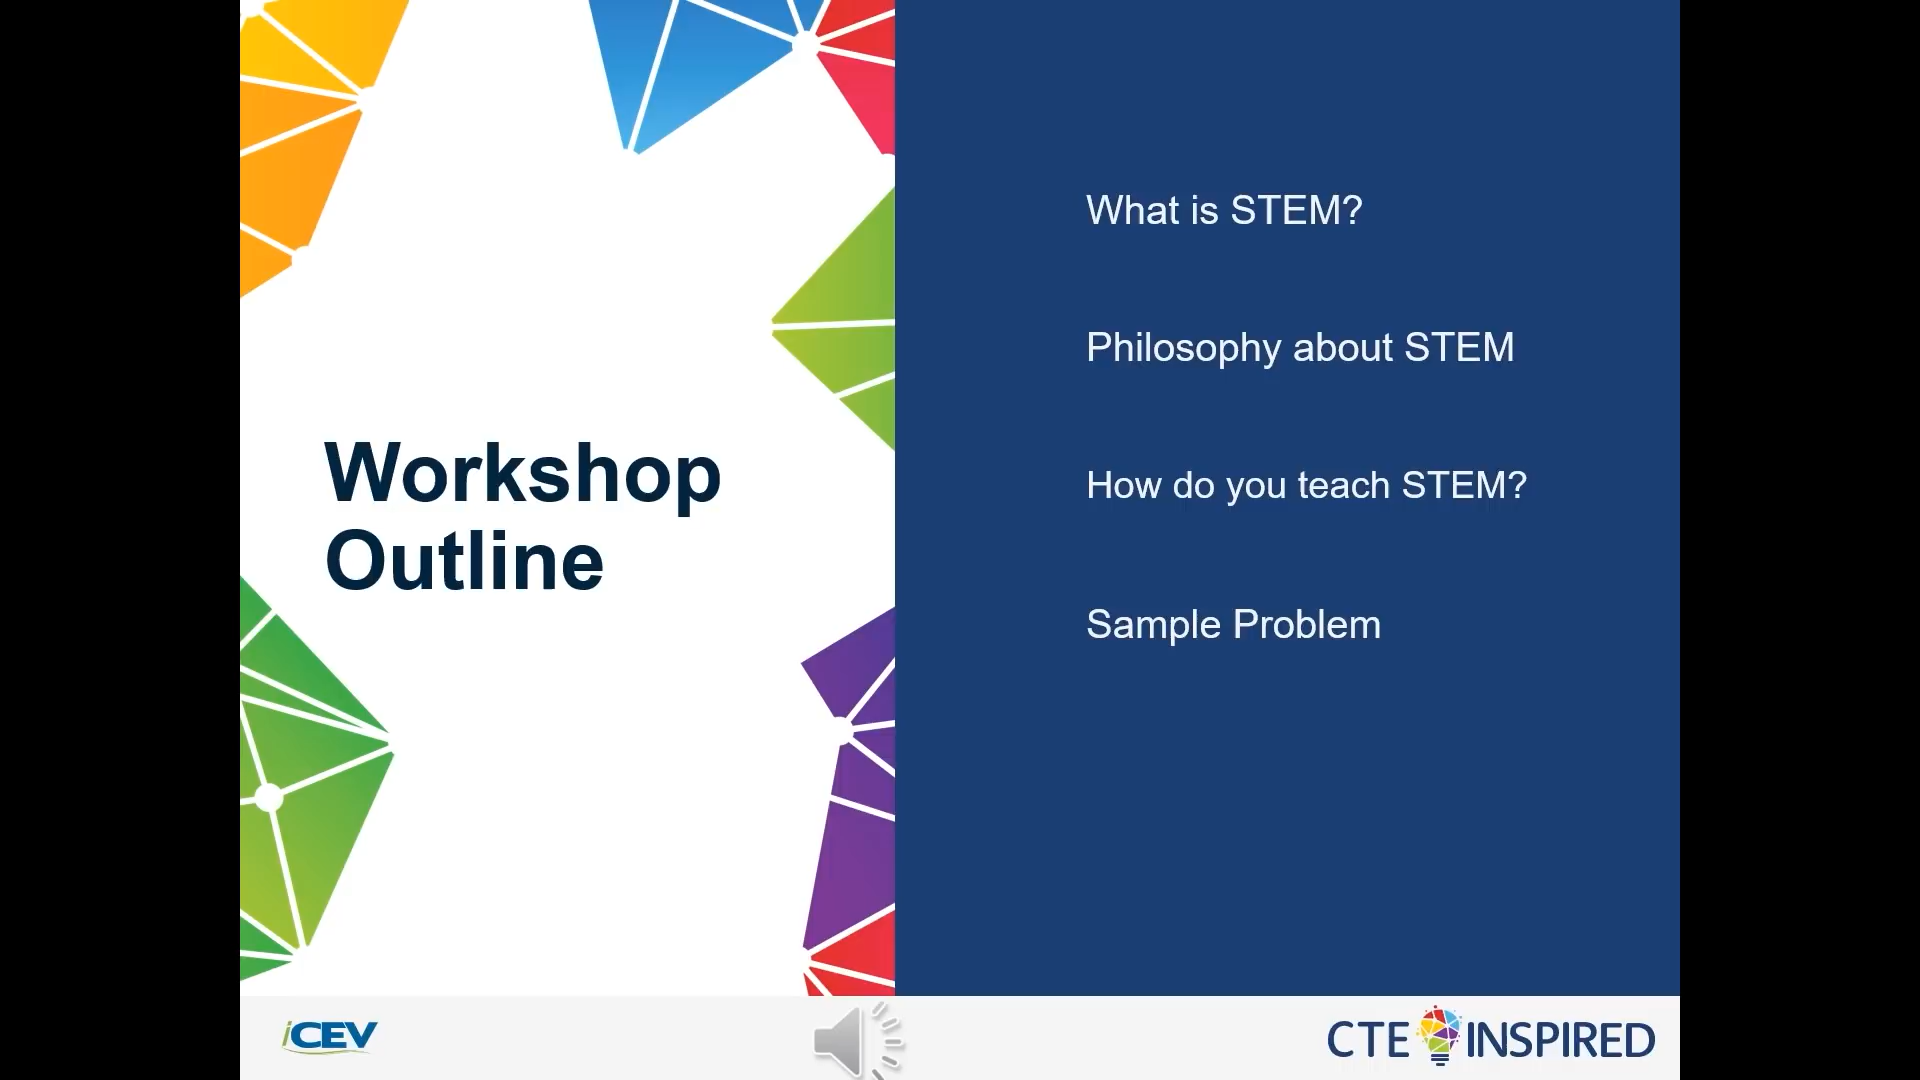 Workshop
Outline
What is STEM?
Philosophy about STEM
How do you teach STEM?
Sample Problem
iCEV
CTE INSPIRED